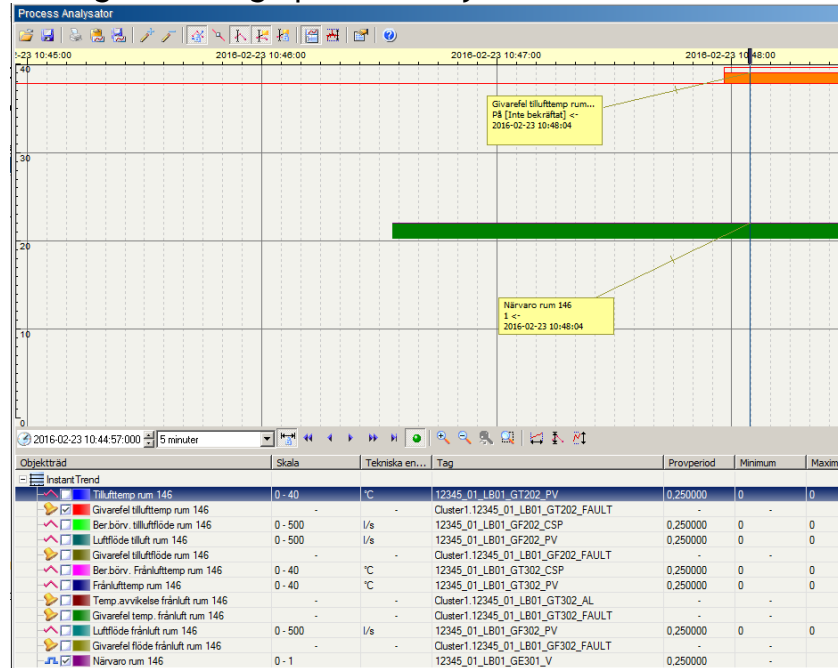 Process Analysator
-23 10:45:00 2016-02-23 10:46:00 2016-02-23 10:47:00 2016-02-23 10:48:00
40
Givarefel tillufttemp rum...
På [Inte bekräftat] <-
2016-02-23 10:48:04
30
20
Närvaro rum 146
1 <-
2016-02-23 10:48:04
10
0
2016-02-23 10:44:57:000 5 minuter
Objektträd Skala Tekniska en... Tag Provperiod Minimum Maxim
InstantTrend
Tillufttemp rum 146 0 - 40 °C 12345_01_LB01_GT202_PV 0,250000 0 0
Givarefel tillufttemp rum 146 - - Cluster1.12345_01_LB01_GT202_FAULT - -
Ber.börv. tillluftflöde rum 146 0 - 500 l/s 12345_01_LB01_GF202_CSP 0,250000 0 0
Luftflöde tilluft rum 146 0 - 500 l/s 12345_01_LB01_GF202_PV 0,250000 0 0
Givarefel tilluftflöde rum 146 - - Cluster1.12345_01_LB01_GF202_FAULT - -
Ber.börv. Frånlufttemp rum 146 0 - 40 °C 12345_01_LB01_GT302_CSP 0,250000 0 0
Frånlufttemp rum 146 0 - 40 °C 12345_01_LB01_GT302_PV 0,250000 0 0
Temp.avvikelse frånluft rum 146 - - Cluster1.12345_01_LB01_GT302_AL - -
Givarefel temp. frånluft rum 146 - - Cluster1.12345_01_LB01_GT302_FAULT - -
Luftflöde frånluft rum 146 0 - 500 l/s 12345_01_LB01_GF302_PV 0,250000 0 0
Givarefel flöde frånluft rum 146 - - Cluster1.12345_01_LB01_GF302_FAULT - -
Närvaro rum 146 0 - 1 12345_01_LB01_GE301_V 0,250000 -